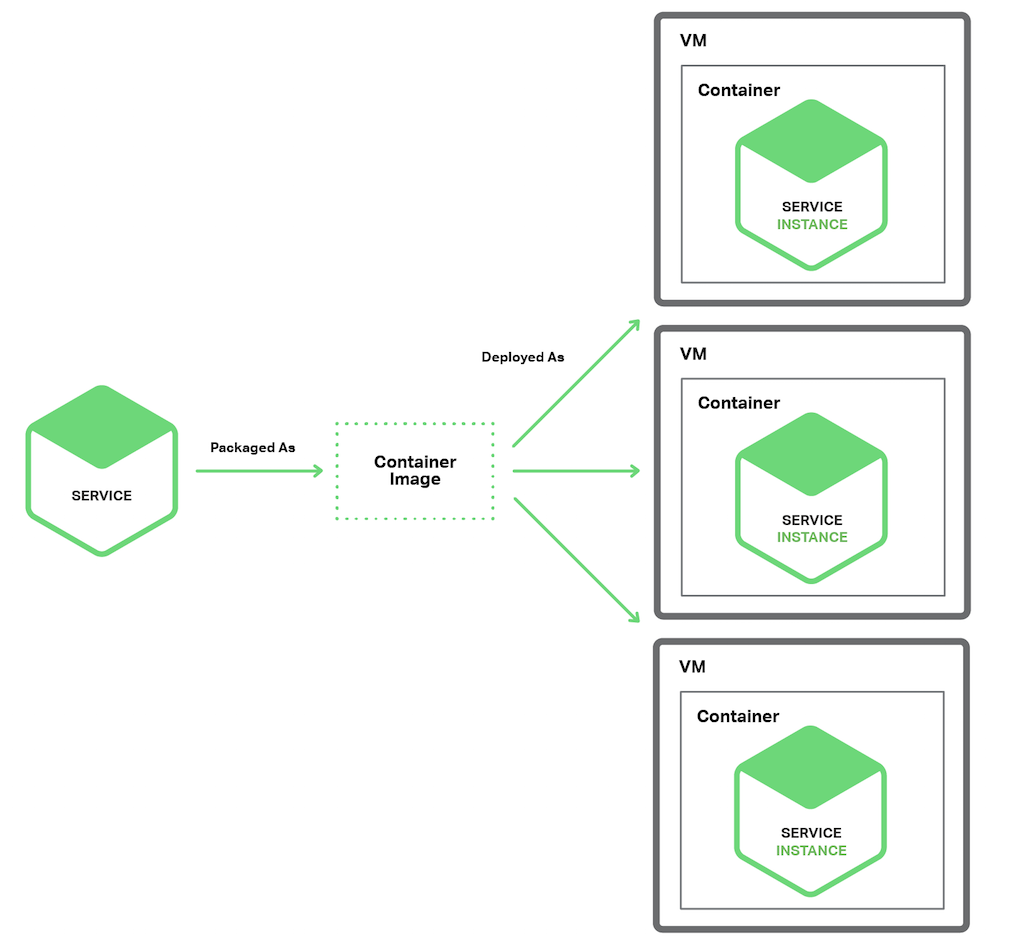 SERVICE
Packaged As
Container
Image
Deployed As
VM
Container
SERVICE
INSTANCE
VM
Container
SERVICE
INSTANCE
VM
Container
SERVICE
INSTANCE